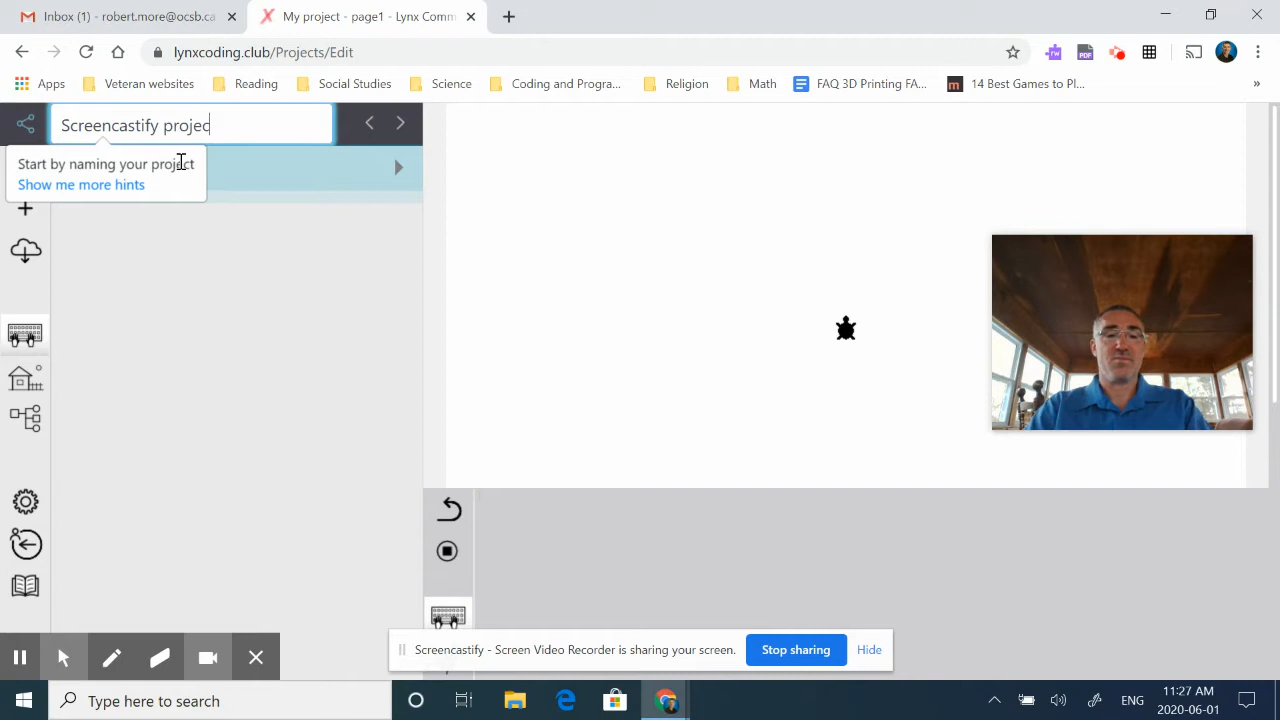 Inbox (1) - robert.more@ocsb.ca
My project - page1 - Lynx Comm
lynxcoding.club/Projects/Edit
Apps
Veteran websites
Reading
Social Studies
Science
Coding and Progra...
Religion
Math
FAQ 3D Printing FA...
14 Best Games to Pl...
»
Screencastify projec
Start by naming your project
Show me more hints
Screencastify - Screen Video Recorder is sharing your screen.
Stop sharing
Hide
Type here to search
ENG
11:27 AM
2020-06-01